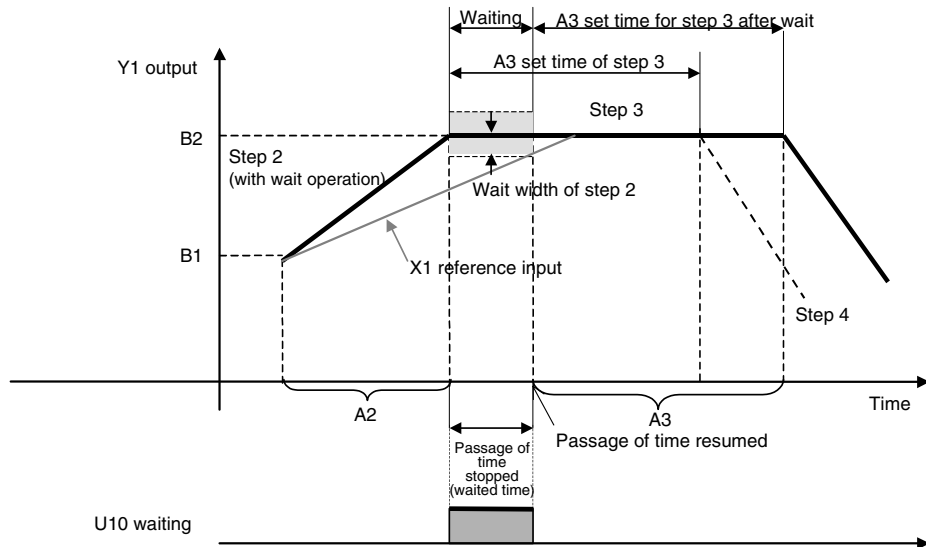 Waiting
A3 set time for step 3 after wait
A3 set time of step 3
Y1 output
Step 3
B2
Step 2
(with wait operation)
Wait width of step 2
B1
X1 reference input
Step 4
A2
A3
Time
Passage of time resumed
Passage of
time
stopped
(waited time)
U10 waiting